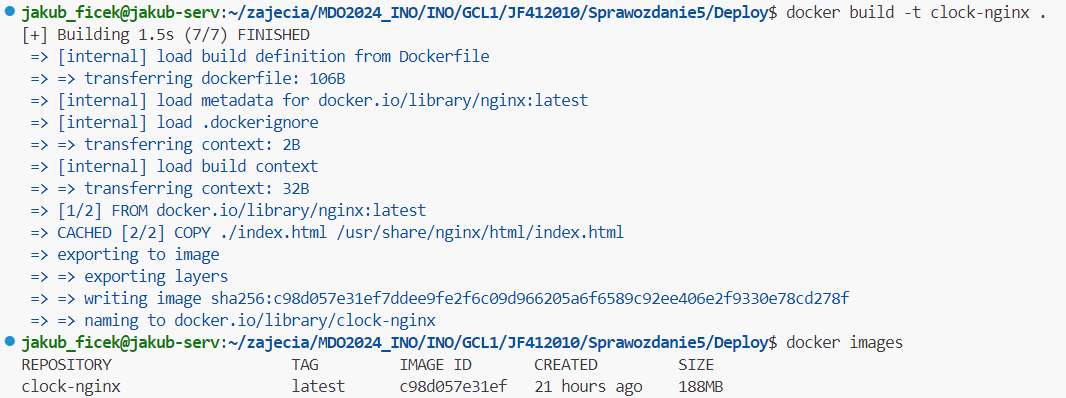 jakub_ficek@jakub-serv:~/zajecia/MDO2024_INO/INO/GCL1/JF412010/Sprawozdanie5/Deploy$ docker build -t clock-nginx .
[+] Building 1.5s (7/7) FINISHED
=> [internal] load build definition from Dockerfile
=> => transferring dockerfile: 106B
=> [internal] load metadata for docker.io/library/nginx:latest
=> [internal] load .dockerignore
=> => transferring context: 2B
=> [internal] load build context
=> => transferring context: 32B
=> [1/2] FROM docker.io/library/nginx:latest
=> CACHED [2/2] COPY ./index.html /usr/share/nginx/html/index.html
=> exporting to image
=> => exporting layers
=> => writing image sha256:c98d057e31ef7ddee9fe2f6c09d966205a6f6589c92ee406e2f9330e78cd278f
=> => naming to docker.io/library/clock-nginx
jakub_ficek@jakub-serv:~/zajecia/MDO2024_INO/INO/GCL1/JF412010/Sprawozdanie5/Deploy$ docker images
REPOSITORY TAG IMAGE ID CREATED SIZE
clock-nginx latest c98d057e31ef 21 hours ago 188MB